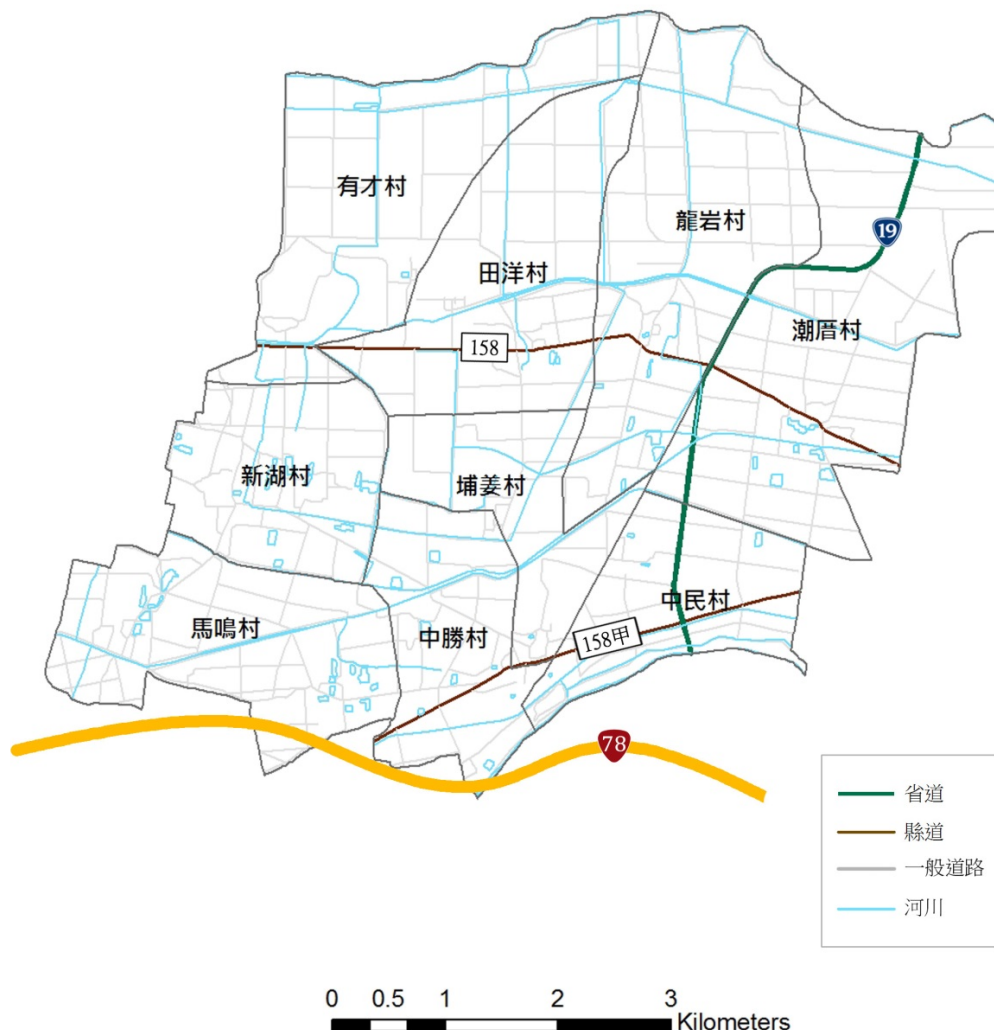 有才村
龍岩村
19
田洋村
潮厝村
158
新湖村
埔姜村
中民村
馬鳴村
中勝村
158甲
78
省道
縣道
一般道路
河川
0 0.5 1 2 3
Kilometers